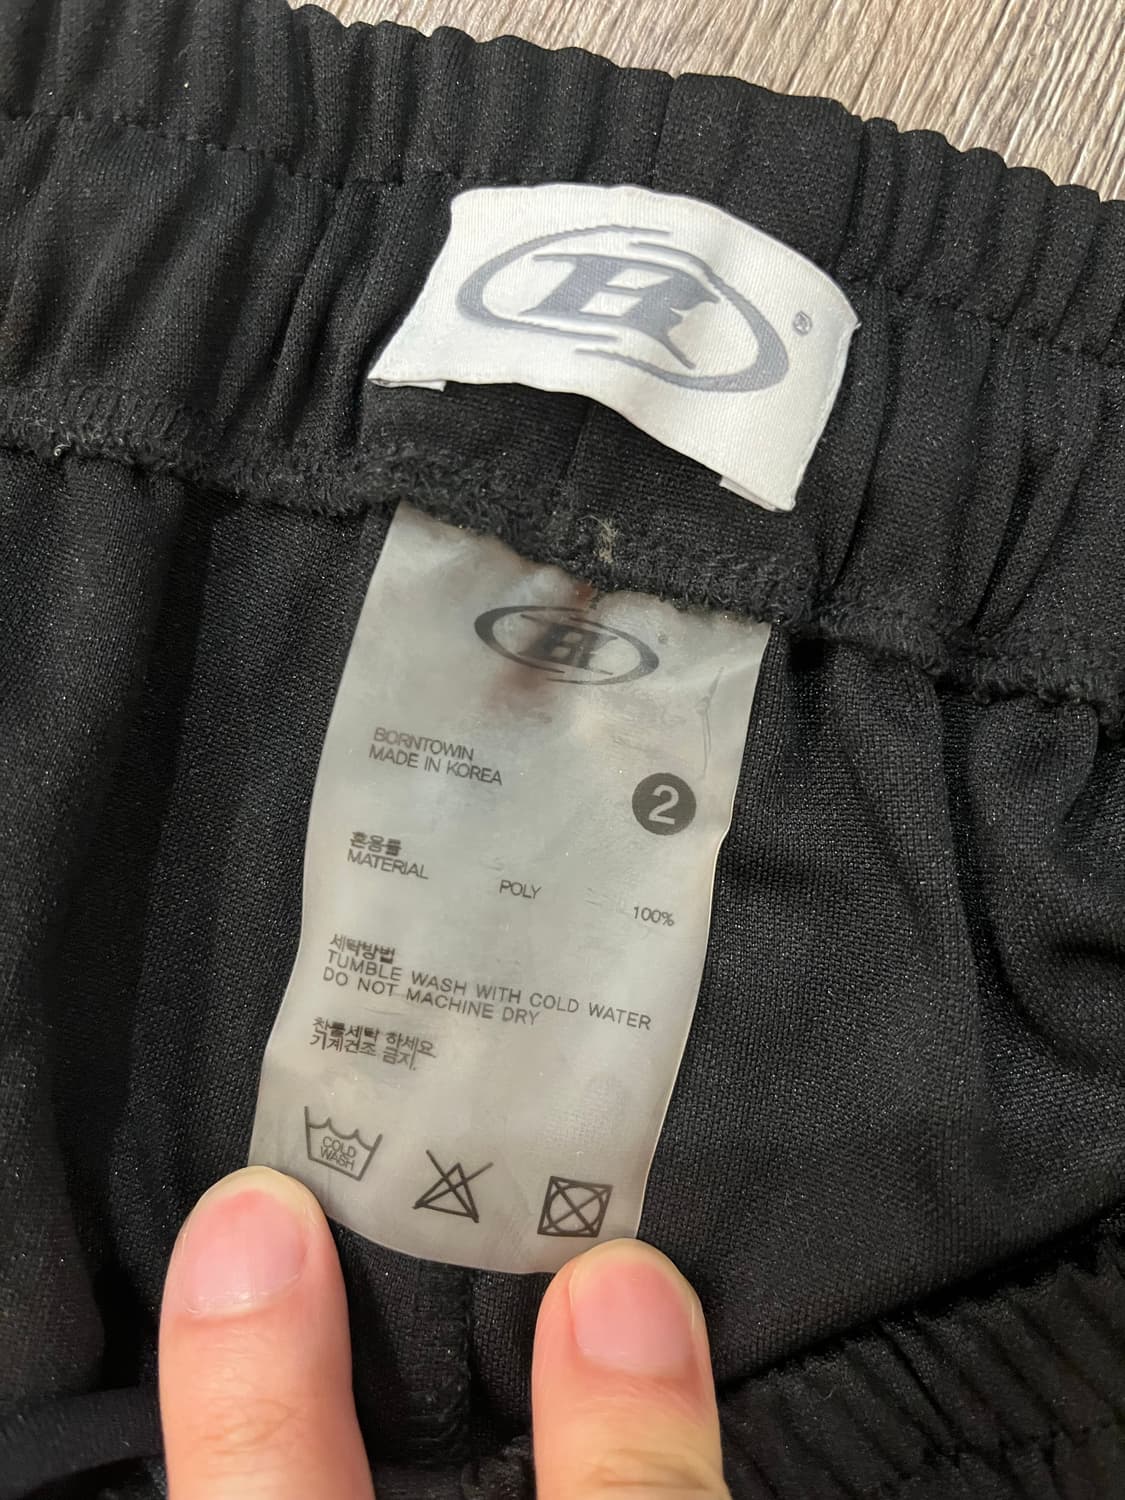 B
®
B
BORNTOWIN
MADE IN KOREA
2
혼용률
MATERIAL POLY 100%
세탁방법
TUMBLE WASH WITH COLD WATER
DO NOT MACHINE DRY
찬물세탁 하세요.
기계건조 금지.
COLD
WASH